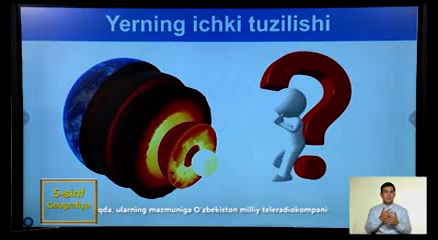 Yerning ichki tuzilishi
5-sinf
Geografiya
qda, ularning mazmuniga O'zbekiston milliy teleradiokompani